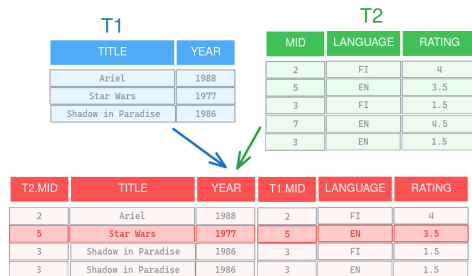 T1
T2
TITLE YEAR
Ariel 1988
Star Wars 1977
Shadow in Paradise 1986
MID LANGUAGE RATING
2 FI 4
5 EN 3.5
3 FI 1.5
7 EN 4.5
3 EN 1.5
T2.MID TITLE YEAR T1.MID LANGUAGE RATING
2 Ariel 1988 2 FI 4
5 Star Wars 1977 5 EN 3.5
3 Shadow in Paradise 1986 3 FI 1.5
3 Shadow in Paradise 1986 3 EN 1.5